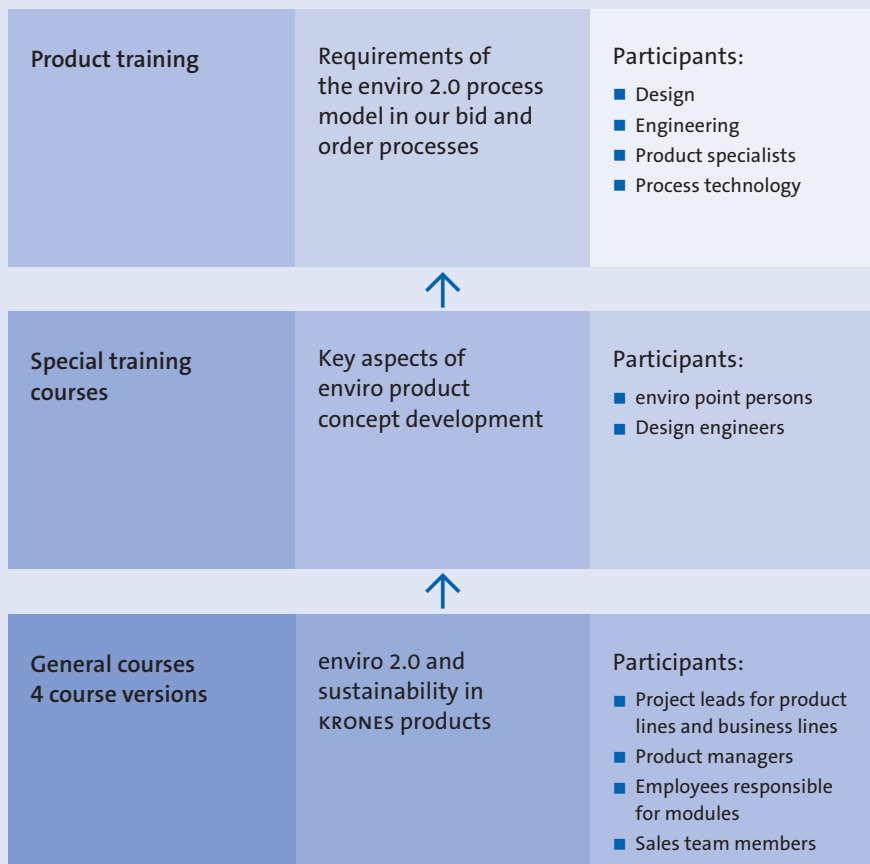 Product training
Requirements of
the enviro 2.0 process
model in our bid and
order processes
Participants:
■ Design
■ Engineering
■ Product specialists
■ Process technology
Special training
courses
Key aspects of
enviro product
concept development
Participants:
■ enviro point persons
■ Design engineers
General courses
4 course versions
enviro 2.0 and
sustainability in
KRONES products
Participants:
■ Project leads for product
lines and business lines
■ Product managers
■ Employees responsible
for modules
■ Sales team members